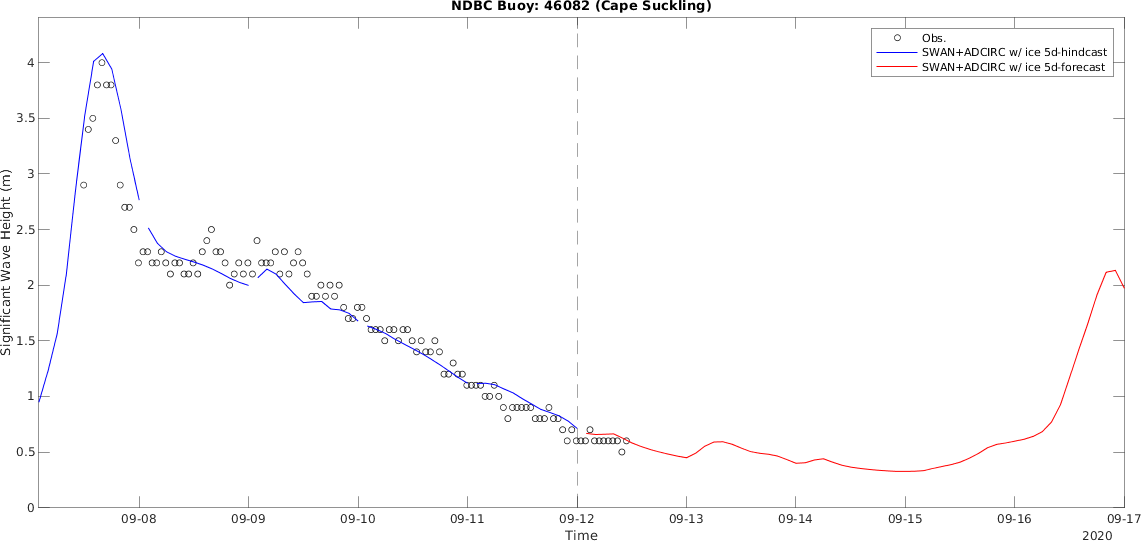 NDBC Buoy: 46082 (Cape Suckling)
Obs.
SWAN+ADCIRC w/ ice 5d-hindcast
SWAN+ADCIRC w/ ice 5d-forecast
Significant Wave Height (m)
4
3.5
3
2.5
2
1.5
1
0.5
0
09-08 09-09 09-10 09-11 09-12 09-13 09-14 09-15 09-16 09-17
Time
2020